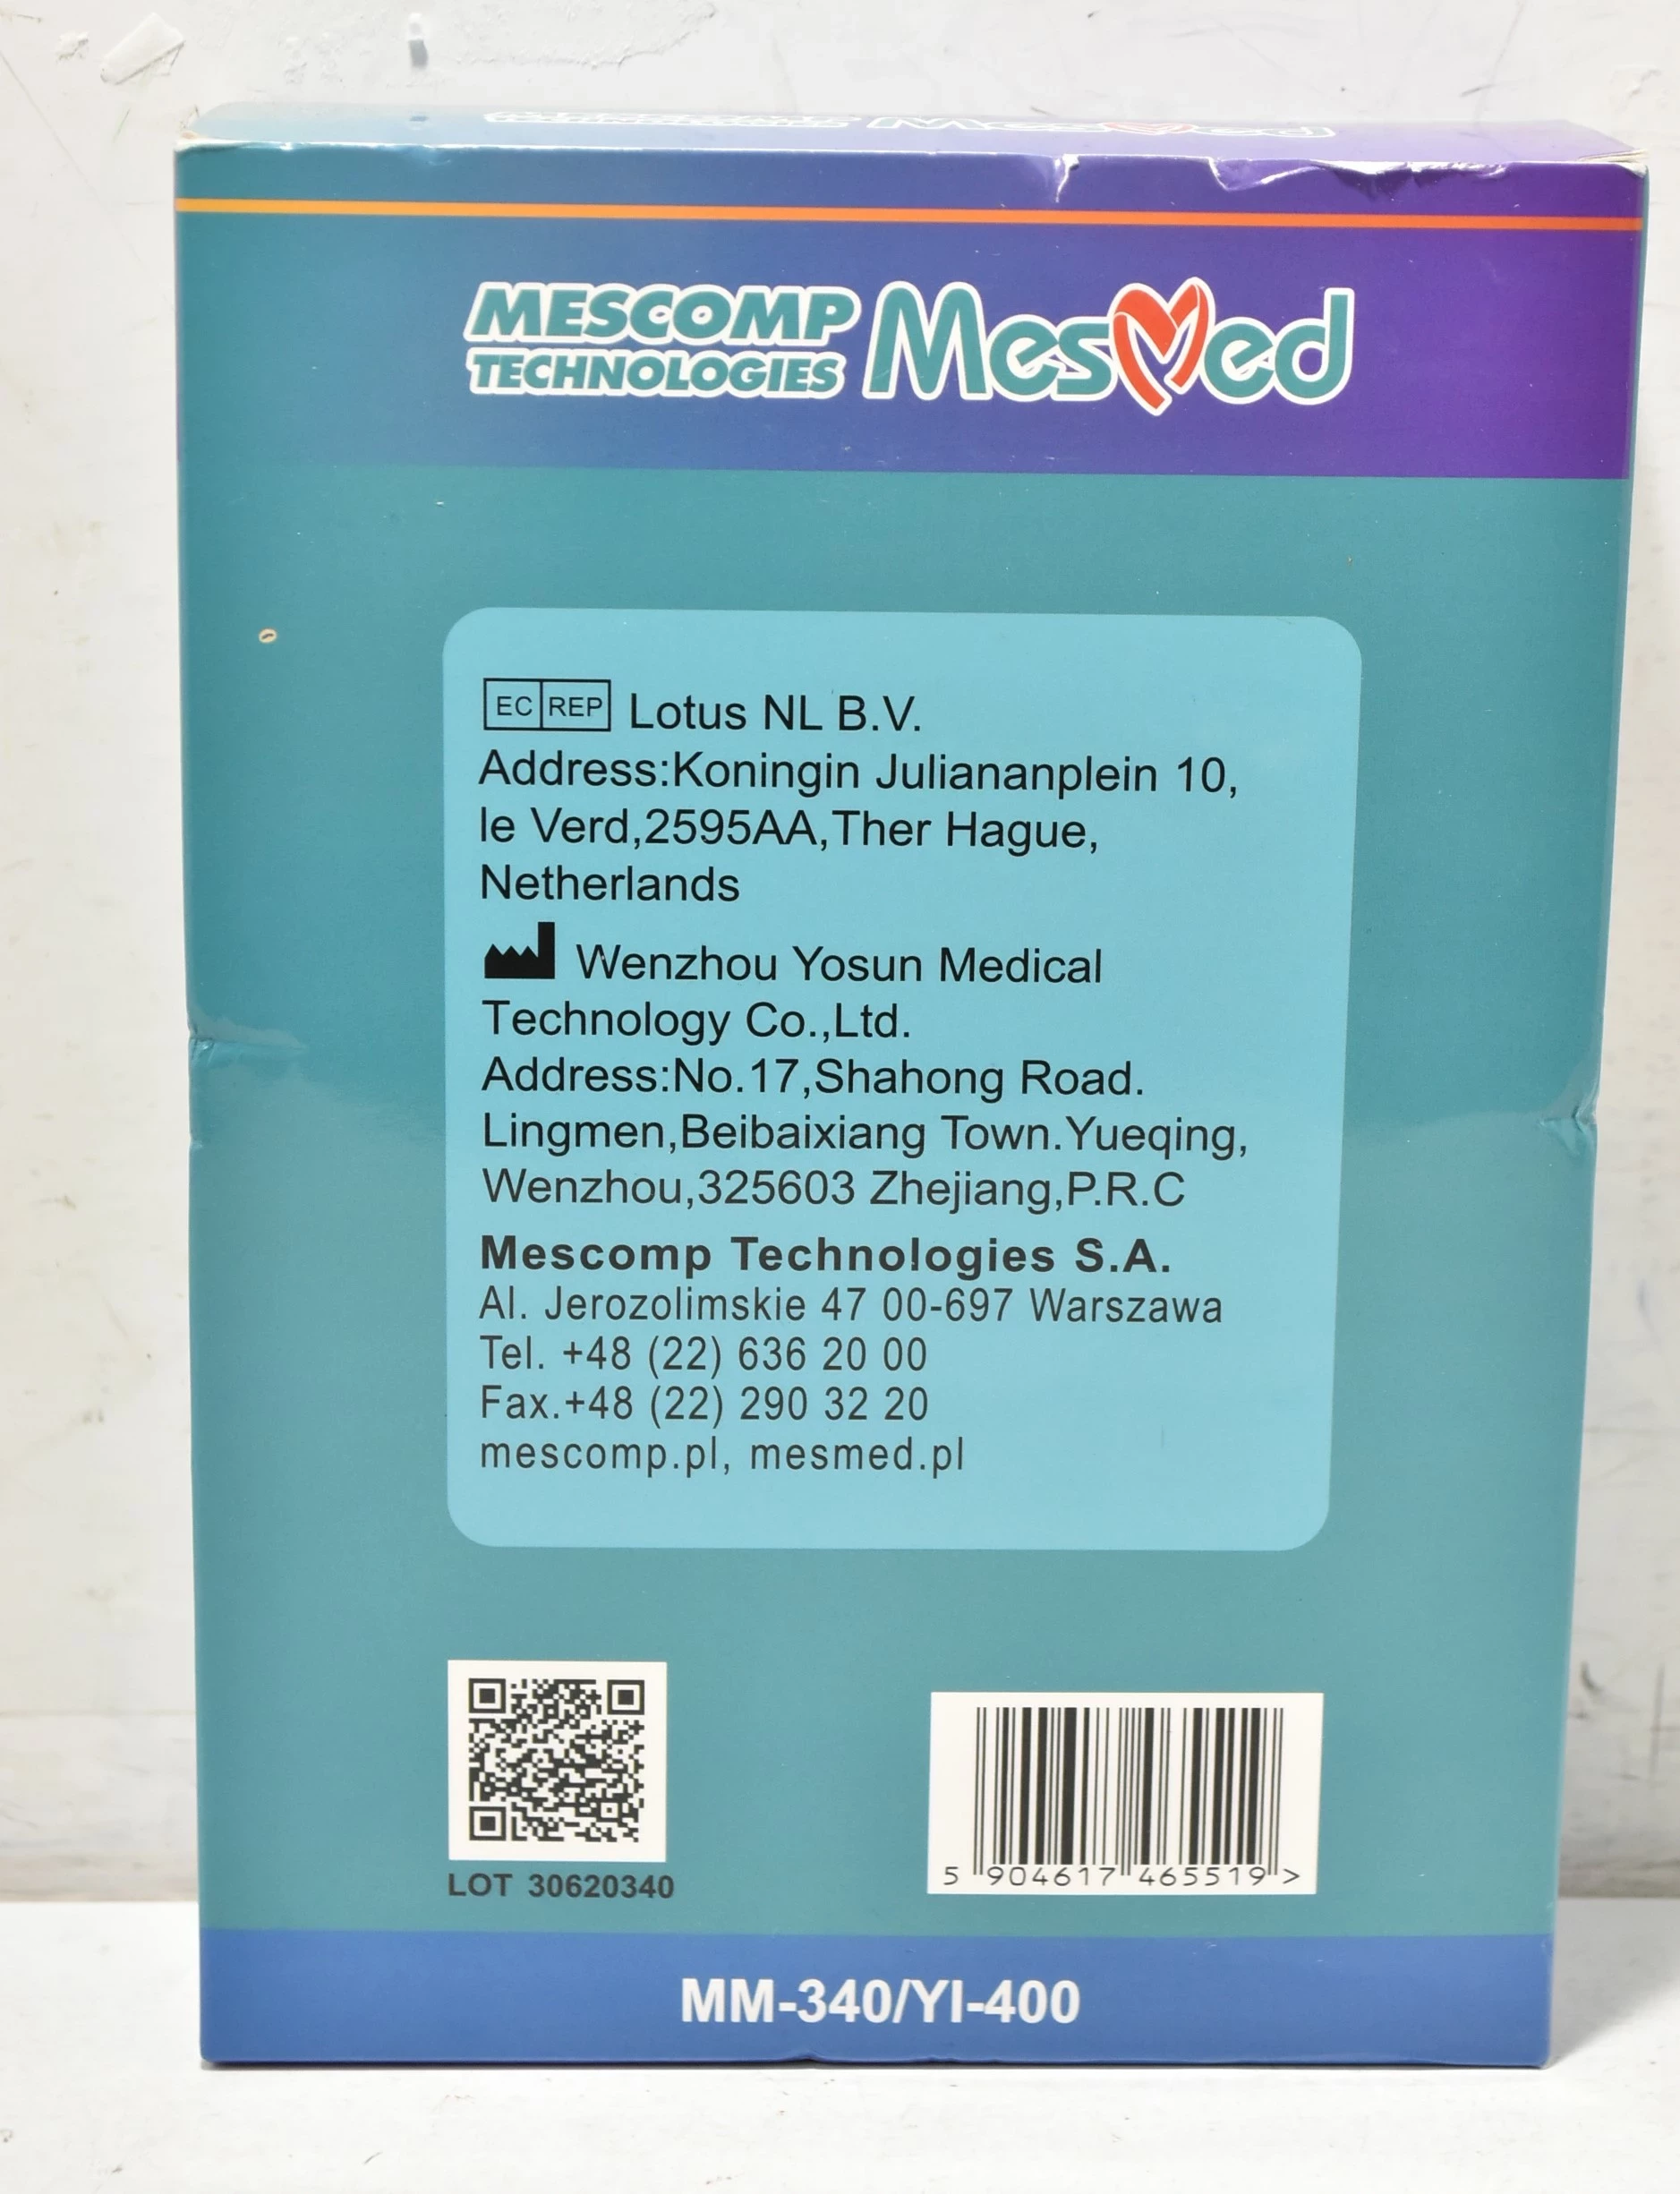 MESCOMP
TECHNOLOGIES
MesMed
EC REP Lotus NL B.V.
Address:Koningin Juliananplein 10,
le Verd,2595AA,Ther Hague,
Netherlands
Wenzhou Yosun Medical
Technology Co.,Ltd.
Address:No.17,Shahong Road.
Lingmen,Beibaixiang Town.Yueqing,
Wenzhou,325603 Zhejiang,P.R.C
Mescomp Technologies S.A.
Al. Jerozolimskie 47 00-697 Warszawa
Tel. +48 (22) 636 20 00
Fax.+48 (22) 290 32 20
mescomp.pl, mesmed.pl
LOT 30620340
5 904617 465519 >
MM-340/YI-400